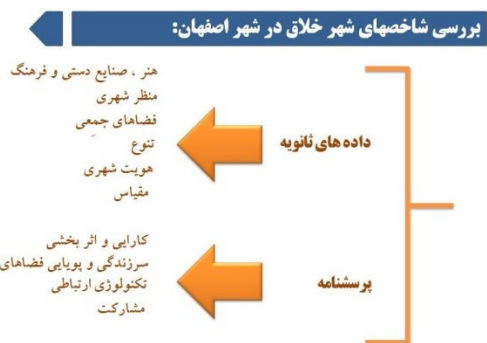 بررسی شاخصهای شهر خلاق در شهر اصفهان:
داده های ثانویه
هنر ، صنایع دستی و فرهنگ
منظر شهری
فضاهای جمعی
تنوع
هویت شهری
مقیاس
پرسشنامه
کارایی و اثر بخشی
سرزندگی و پویایی فضاهای
تکنولوژی ارتباطی
مشارکت